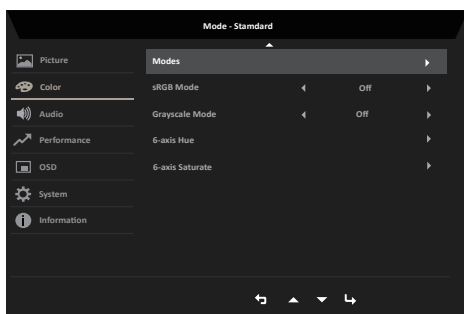 Mode - Stamdard
Picture
Modes
Color
sRGB Mode Off
Audio
Grayscale Mode Off
Performance
6-axis Hue
OSD
6-axis Saturate
System
Information